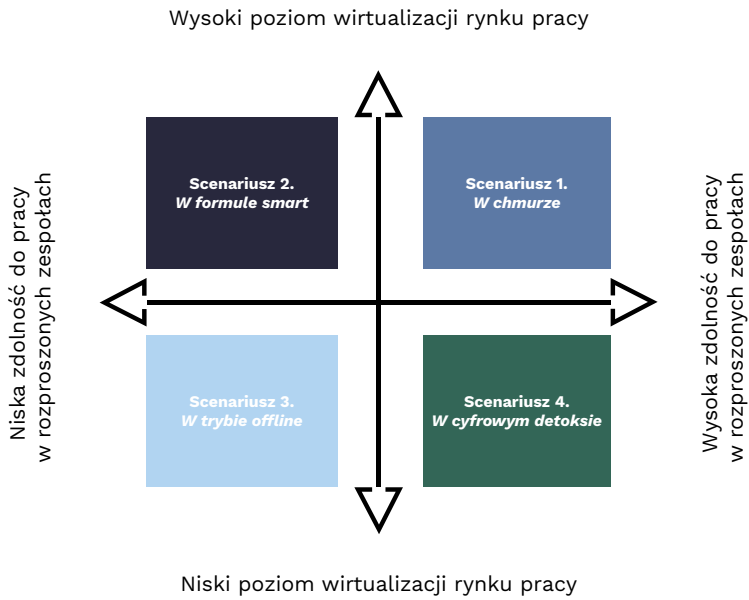 Wysoki poziom wirtualizacji rynku pracy
Niska zdolność do pracy
w rozproszonych zespołach
Scenariusz 2.
W formule smart
Scenariusz 1.
W chmurze
Wysoka zdolność do pracy
w rozproszonych zespołach
Scenariusz 3.
W trybie offline
Scenariusz 4.
W cyfrowym detoksie
Niski poziom wirtualizacji rynku pracy